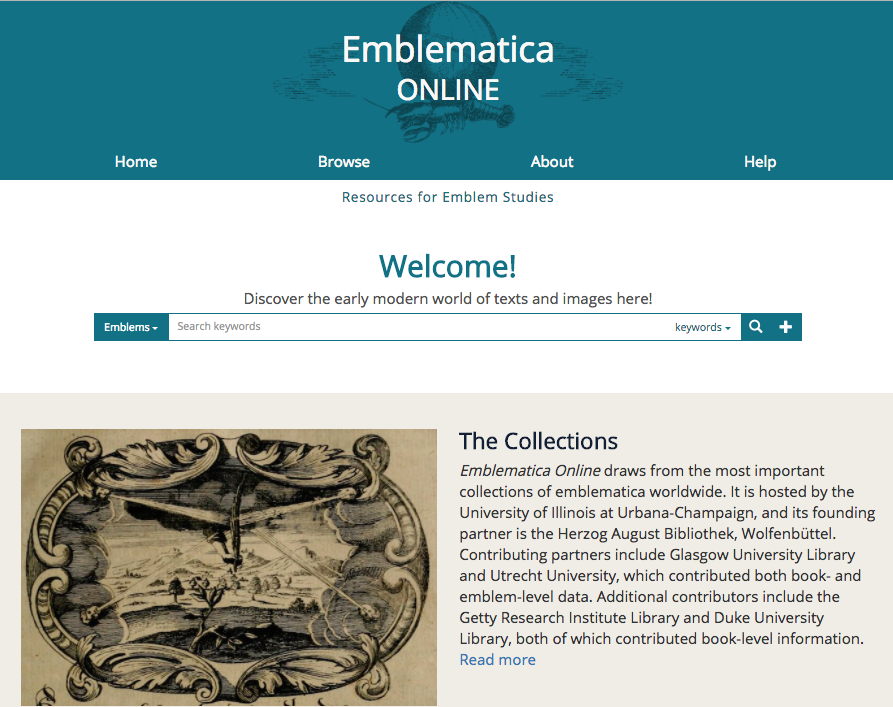 Emblematica
ONLINE
Home Browse About Help
Resources for Emblem Studies
Welcome!
Discover the early modern world of texts and images here!
Emblems Search keywords keywords
The Collections
Emblematica Online draws from the most important
collections of emblematica worldwide. It is hosted by the
University of Illinois at Urbana-Champaign, and its founding
partner is the Herzog August Bibliothek, Wolfenbüttel.
Contributing partners include Glasgow University Library
and Utrecht University, which contributed both book- and
emblem-level data. Additional contributors include the
Getty Research Institute Library and Duke University
Library, both of which contributed book-level information.
Read more